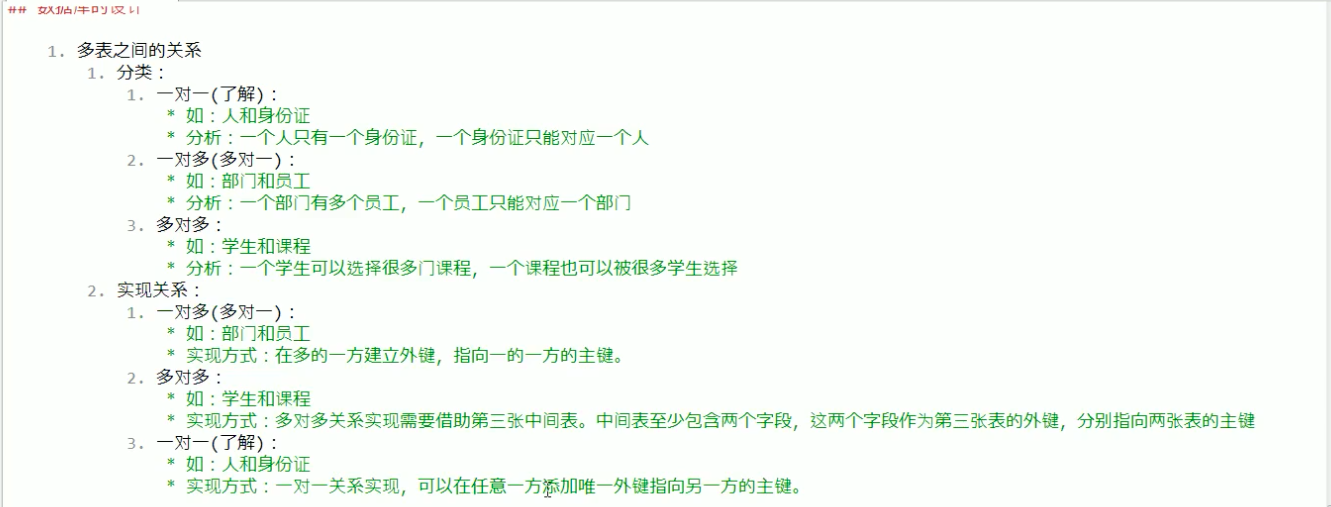 ## 数据库的设计
1. 多表之间的关系
1. 分类：
1. 一对一(了解)：
* 如：人和身份证
* 分析：一个人只有一个身份证，一个身份证只能对应一个人
2. 一对多(多对一)：
* 如：部门和员工
* 分析：一个部门有多个员工，一个员工只能对应一个部门
3. 多对多：
* 如：学生和课程
* 分析：一个学生可以选择很多门课程，一个课程也可以被很多学生选择
2. 实现关系：
1. 一对多(多对一)：
* 如：部门和员工
* 实现方式：在多的一方建立外键，指向一的一方的主键。
2. 多对多：
* 如：学生和课程
* 实现方式：多对多关系实现需要借助第三张中间表。中间表至少包含两个字段，这两个字段作为第三张表的外键，分别指向两张表的主键
3. 一对一(了解)：
* 如：人和身份证
* 实现方式：一对一关系实现，可以在任意一方添加唯一外键指向另一方的主键。